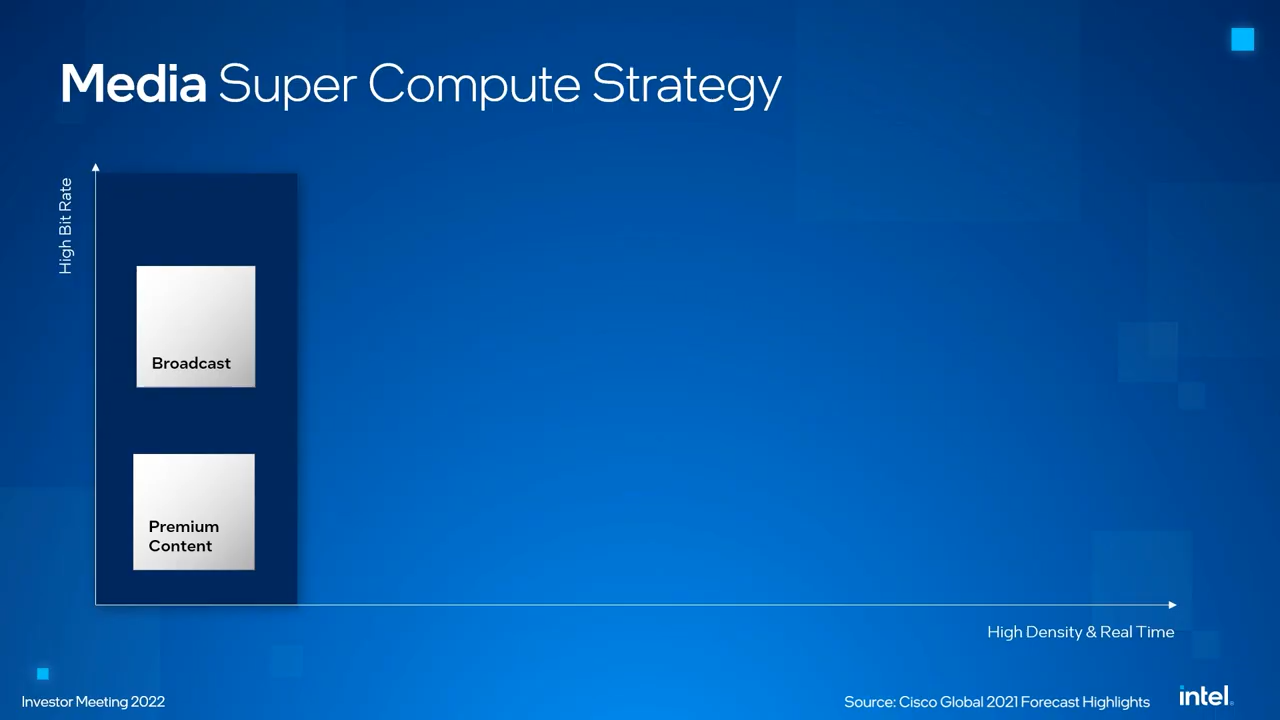 Media Super Compute Strategy
High Bit Rate
Broadcast
Premium
Content
High Density & Real Time
Investor Meeting 2022
Source: Cisco Global 2021 Forecast Highlights
intel.